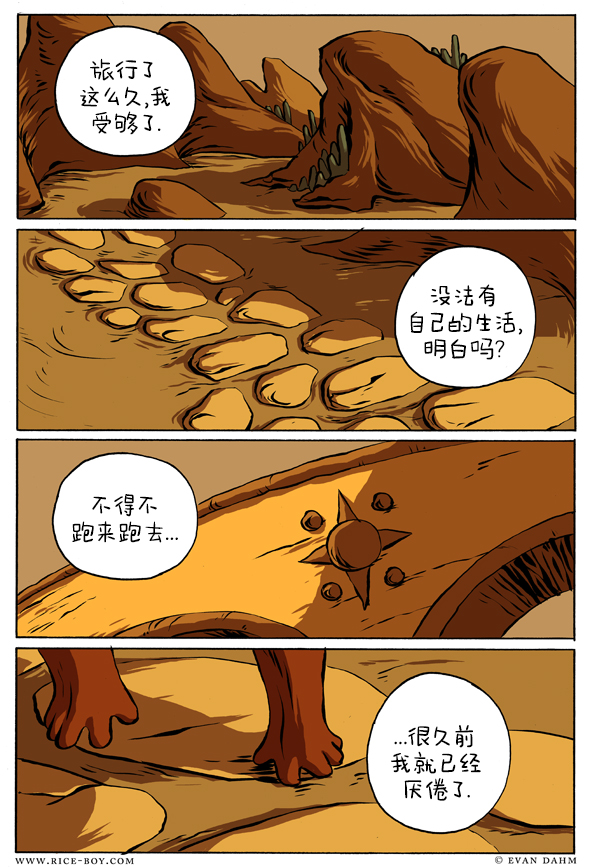 旅行了
这么久,我
受够了.
没法有
自己的生活,
明白吗?
不得不
跑来跑去...
...很久前
我就已经
厌倦了.
WWW.RICE-BOY.COM
© EVAN DAHM